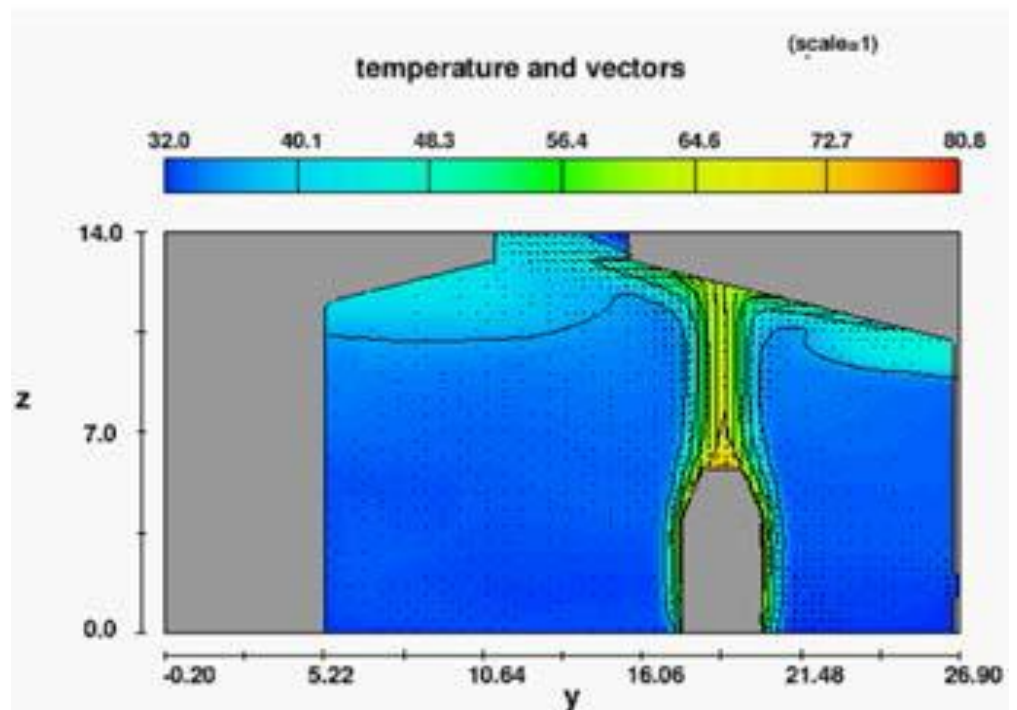 (scale=1)
temperature and vectors
32.0 40.1 48.3 56.4 64.6 72.7 80.8
14.0
z
7.0
0.0
-0.20 5.22 10.64 16.06 21.48 26.90
y